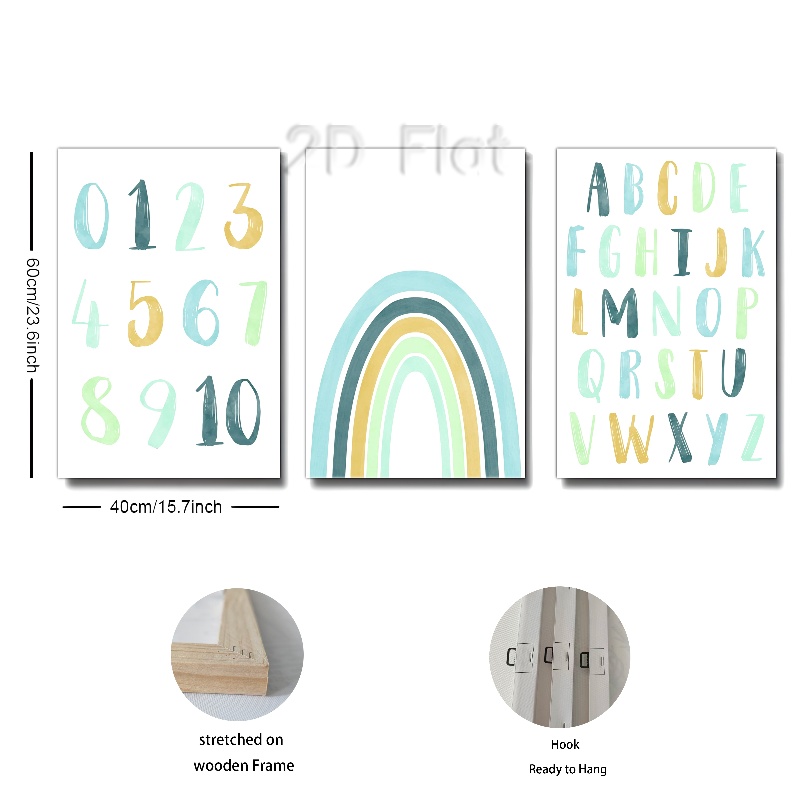 2D Flat
0 1 2 3
4 5 6 7
8 9 10
A B C D E
F G H I J K
L M N O P
Q R S T U
V W X Y Z
60cm/23.6inch
40cm/15.7inch
stretched on
wooden Frame
Hook
Ready to Hang